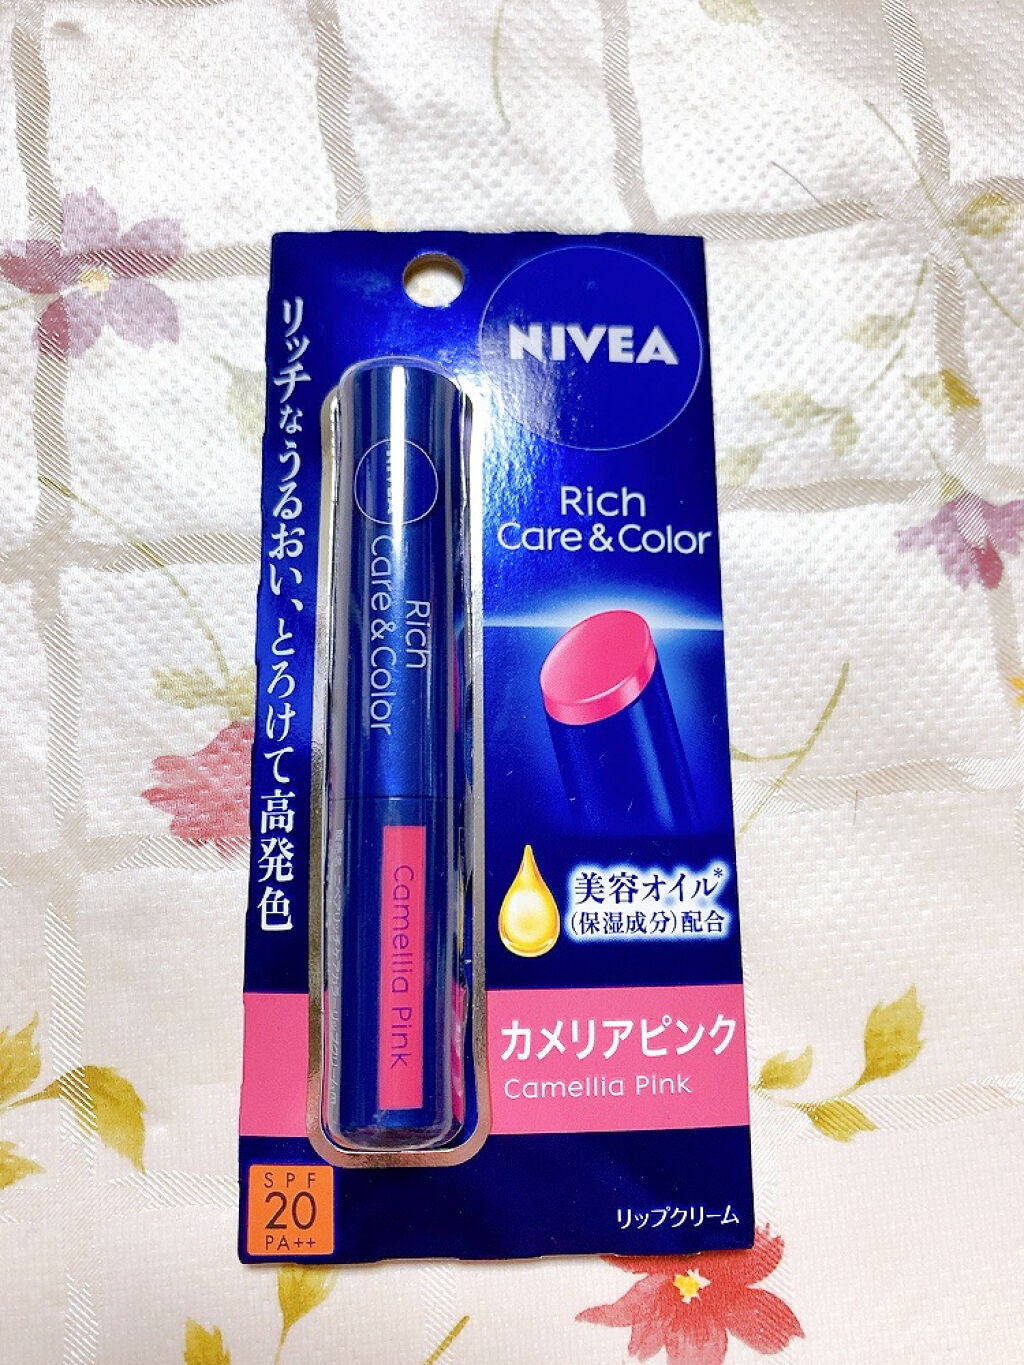 NIVEA
Rich
Care & Color
リッチなうるおい、とろけて高発色
Rich
Care & Color
Camellia Pink
美容オイル*
(保湿成分)配合
カメリアピンク
Camellia Pink
SPF
20
PA++
リップクリーム